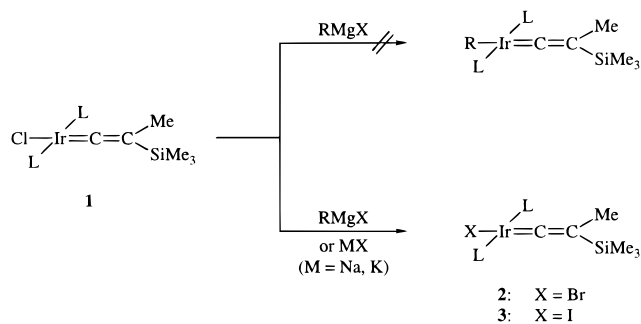 RMgX
L
R—Ir=C=C
L
Me
SiMe3
Cl—Ir=C=C
L
L
Me
SiMe3
1
RMgX
or MX
(M = Na, K)
X—Ir=C=C
L
L
Me
SiMe3
2: X = Br
3: X = I